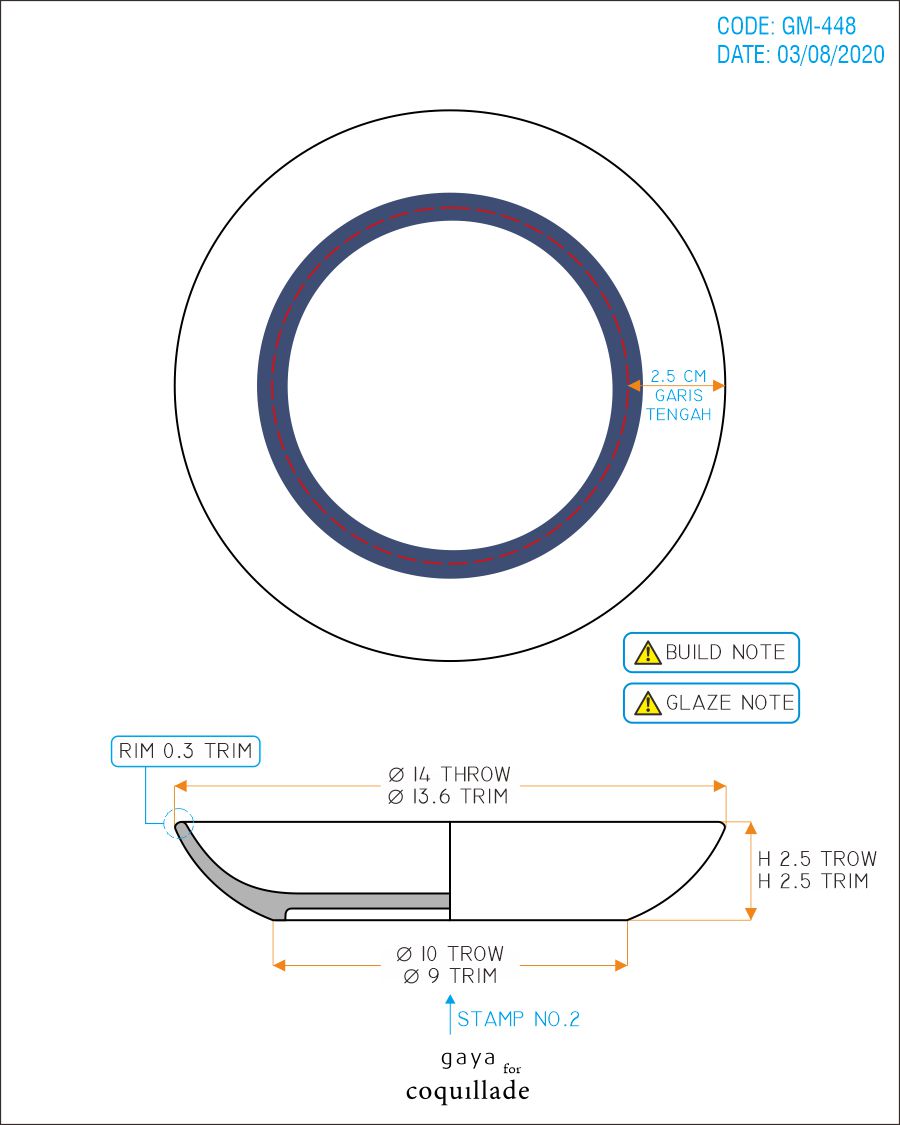 CODE: GM-448
DATE: 03/08/2020
2.5 CM
GARIS
TENGAH
BUILD NOTE
GLAZE NOTE
RIM 0.3 TRIM
Ø 14 THROW
Ø 13.6 TRIM
H 2.5 TROW
H 2.5 TRIM
Ø 10 TROW
Ø 9 TRIM
STAMP NO.2
gaya for
coquıllade